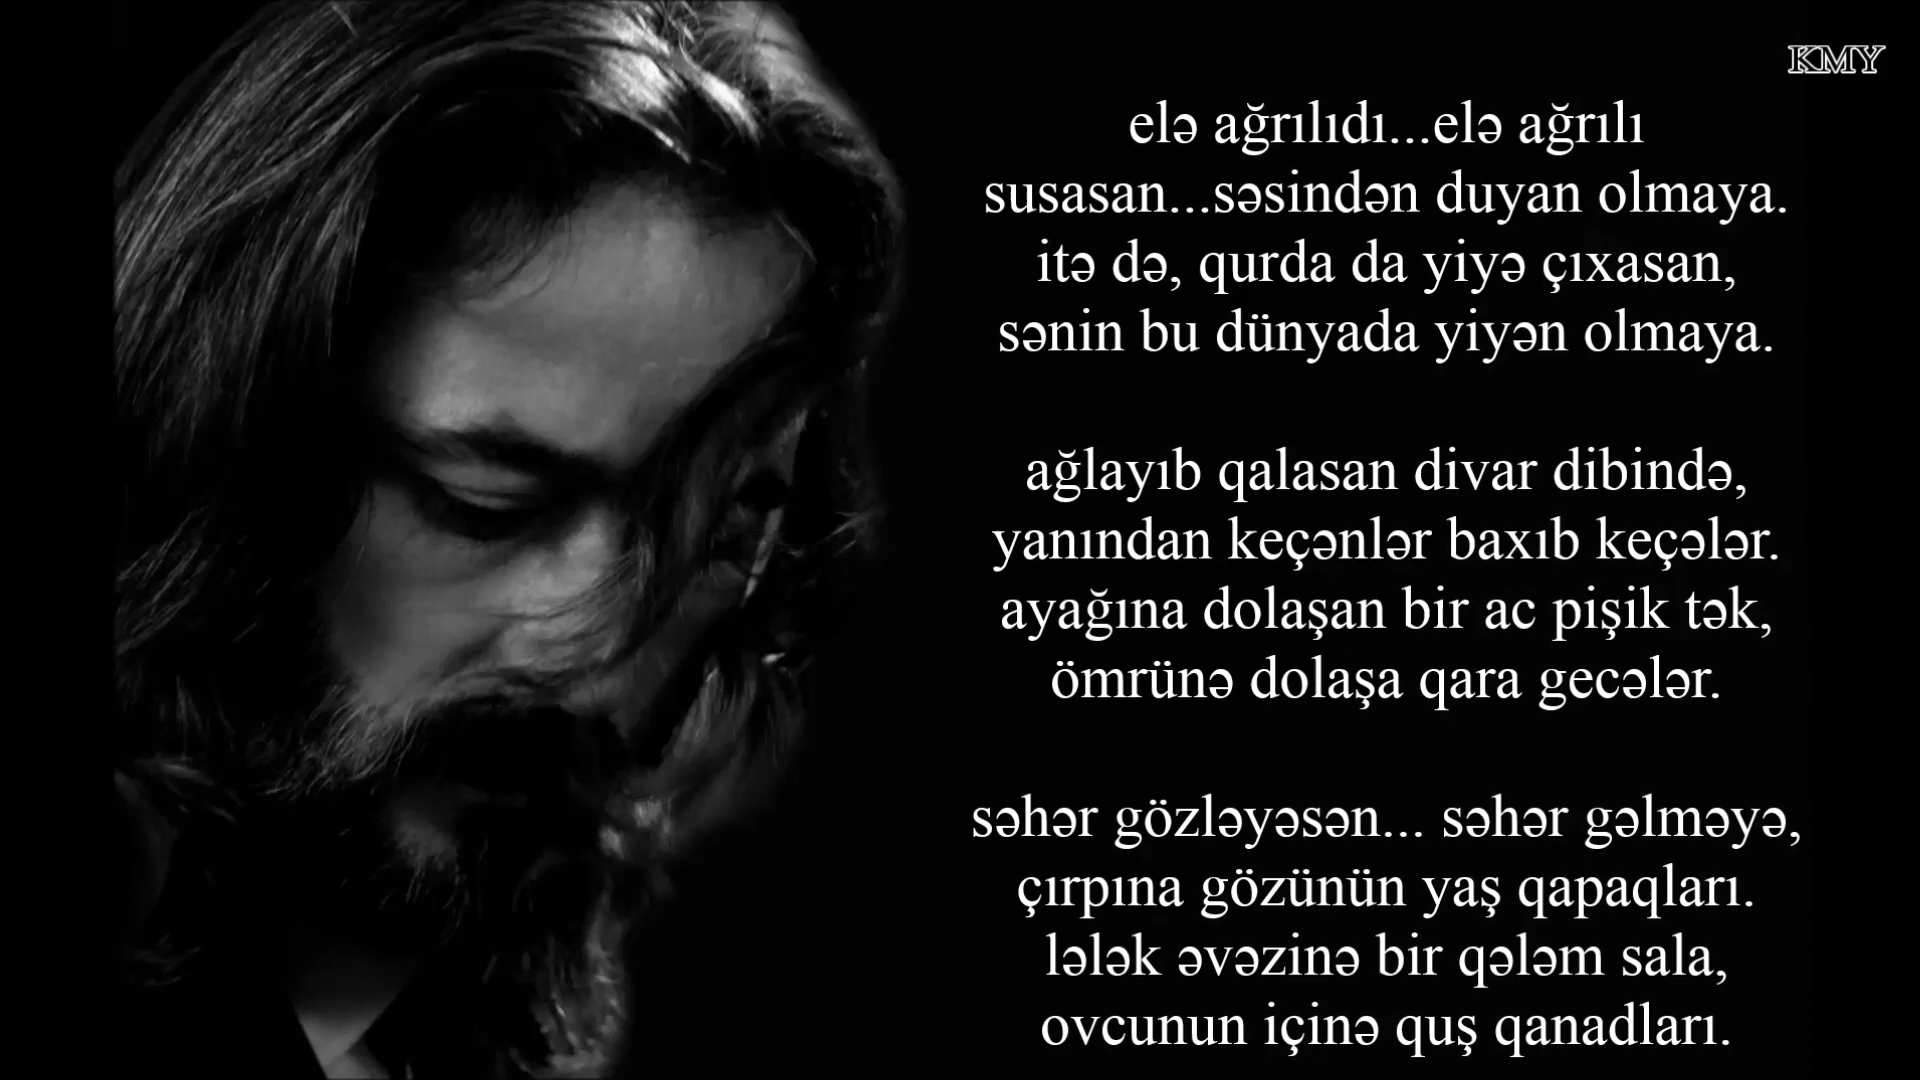 KMY
elə ağrılıdı...elə ağrılı
susasan...səsindən duyan olmaya.
itə də, qurda da yiyə çıxasan,
sənin bu dünyada yiyən olmaya.
ağlayıb qalasan divar dibində,
yanından keçənlər baxıb keçələr.
ayağına dolaşan bir ac pişik tək,
ömrünə dolaşa qara gecələr.
səhər gözləyəsən... səhər gəlməyə,
çırpına gözünün yaş qapaqları.
lələk əvəzinə bir qələm sala,
ovcunun içinə quş qanadları.